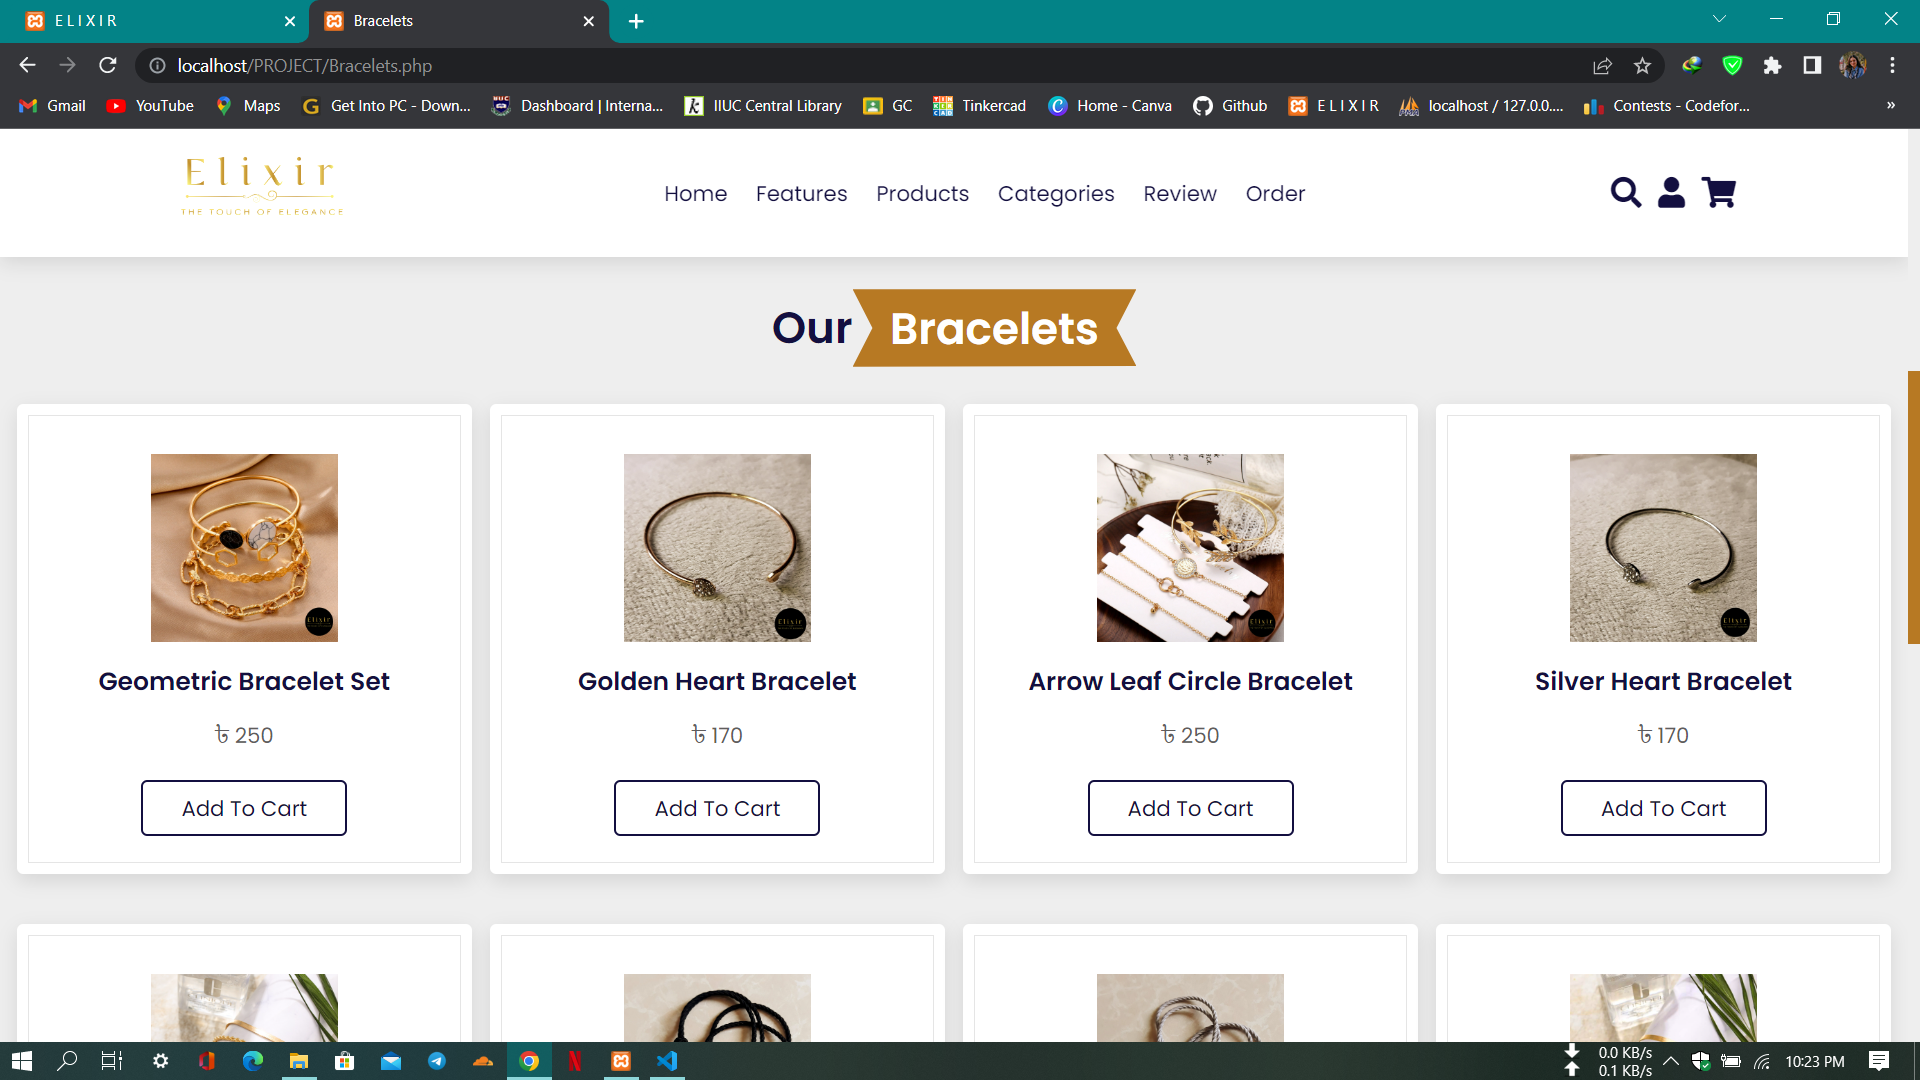 E L I X I R
Bracelets
localhost/PROJECT/Bracelets.php
Gmail
YouTube
Maps
Get Into PC - Down...
Dashboard | Interna...
IIUC Central Library
GC
Tinkercad
Home - Canva
Github
E L I X I R
localhost / 127.0.0....
Contests - Codefor...
»
Elixir
THE TOUCH OF ELEGANCE
Home
Features
Products
Categories
Review
Order
Our Bracelets
Elixir
Elixir
Elixir
Elixir
Geometric Bracelet Set
Golden Heart Bracelet
Arrow Leaf Circle Bracelet
Silver Heart Bracelet
৳ 250
৳ 170
৳ 250
৳ 170
Add To Cart
Add To Cart
Add To Cart
Add To Cart
0.0 KB/s
0.1 KB/s
10:23 PM